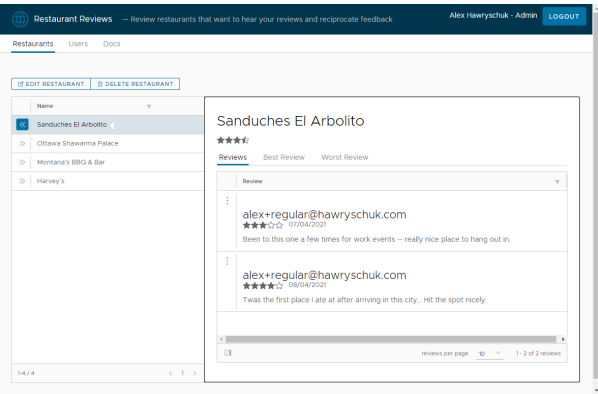 Restaurant Reviews — Review restaurants that want to hear your reviews and reciprocate feedback
Alex Hawryschuk - Admin LOGOUT
Restaurants Users Docs
EDIT RESTAURANT DELETE RESTAURANT
Name
Sanduches El Arbolito
Ottawa Shawarma Palace
Montana's BBQ & Bar
Harvey's
1-4 / 4
1
Sanduches El Arbolito
Reviews Best Review Worst Review
Review
alex+regular@hawryschuk.com
07/04/2021
Been to this one a few times for work events -- really nice place to hang out in.
alex+regular@hawryschuk.com
08/04/2021
Twas the first place I ate at after arriving in this city... Hit the spot nicely.
reviews per page 10 1 - 2 of 2 reviews